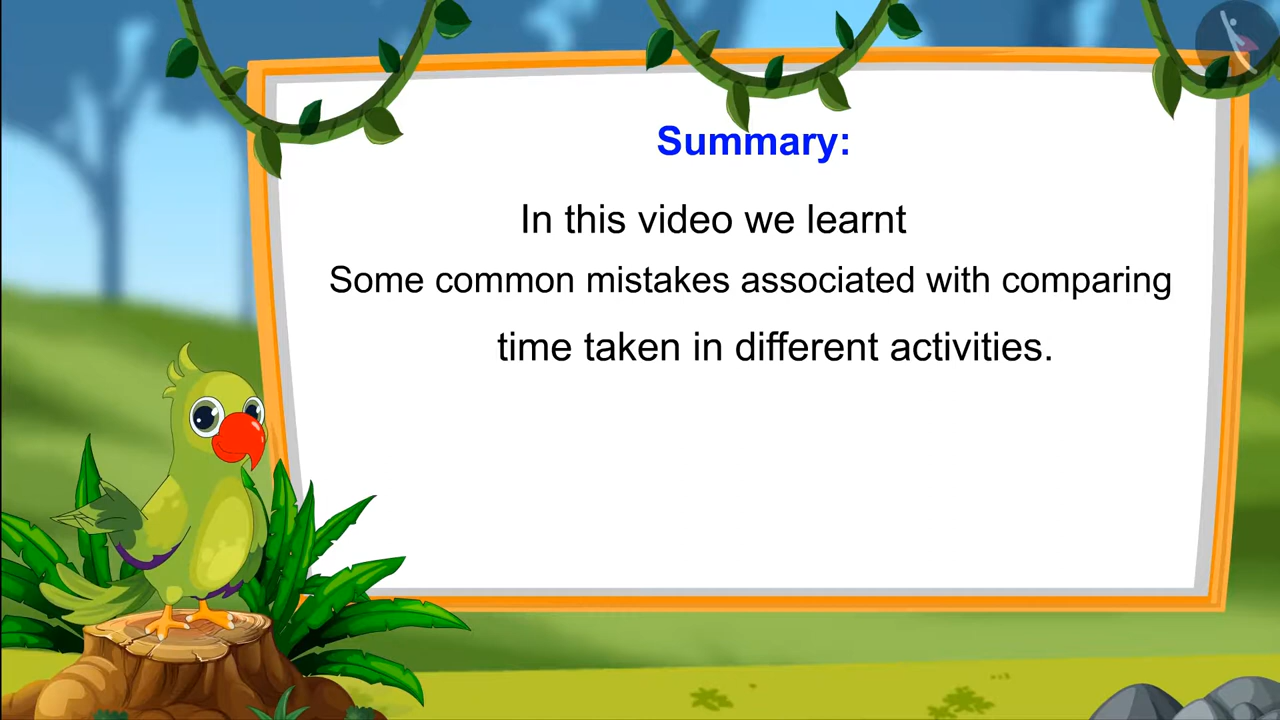 Summary:
In this video we learnt
Some common mistakes associated with comparing
time taken in different activities.